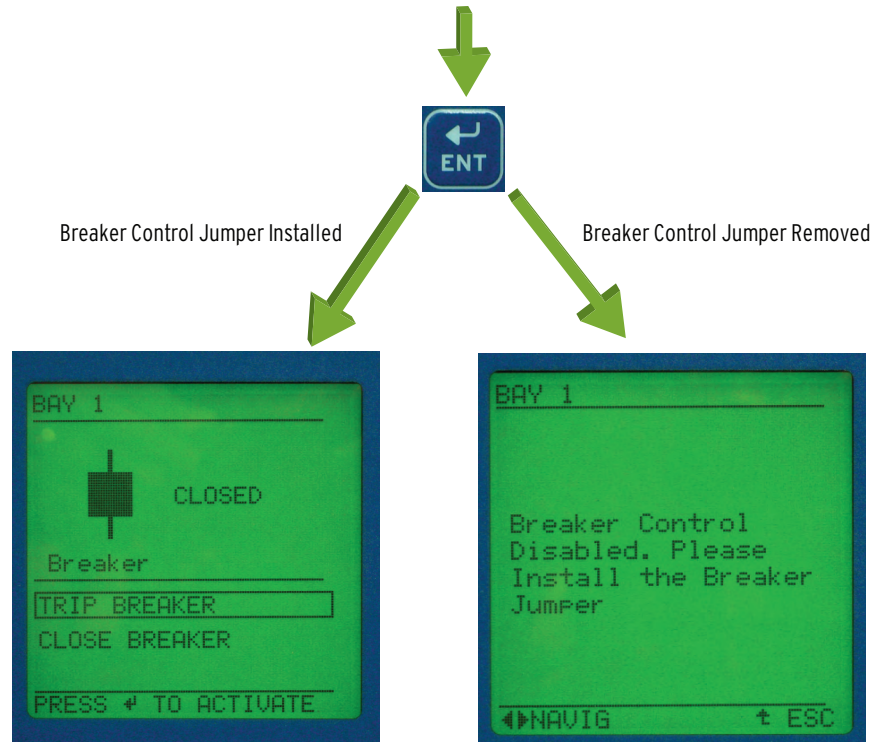 ENT
Breaker Control Jumper Installed
Breaker Control Jumper Removed
BAY 1
CLOSED
Breaker
TRIP BREAKER
CLOSE BREAKER
PRESS ↵ TO ACTIVATE
BAY 1
Breaker Control
Disabled. Please
Install the Breaker
Jumper
◀▶NAVIG ↑ ESC